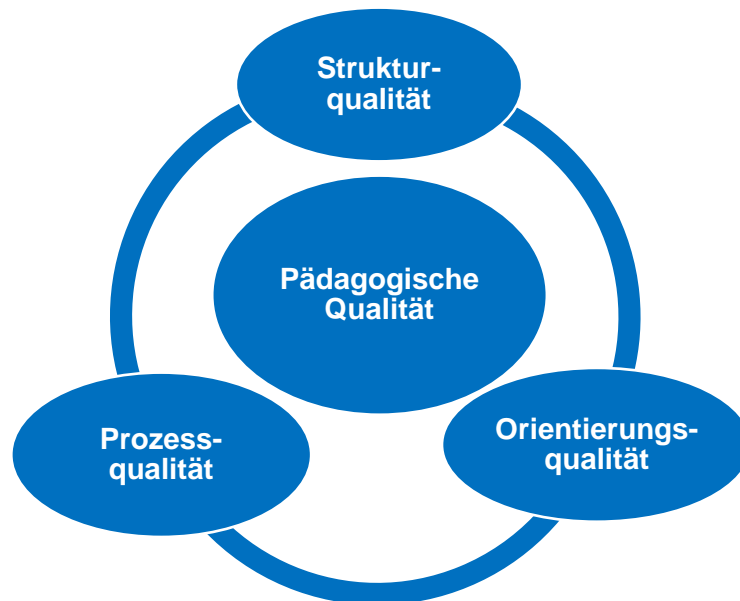 Struktur-
qualität
Pädagogische
Qualität
Prozess-
qualität
Orientierungs-
qualität